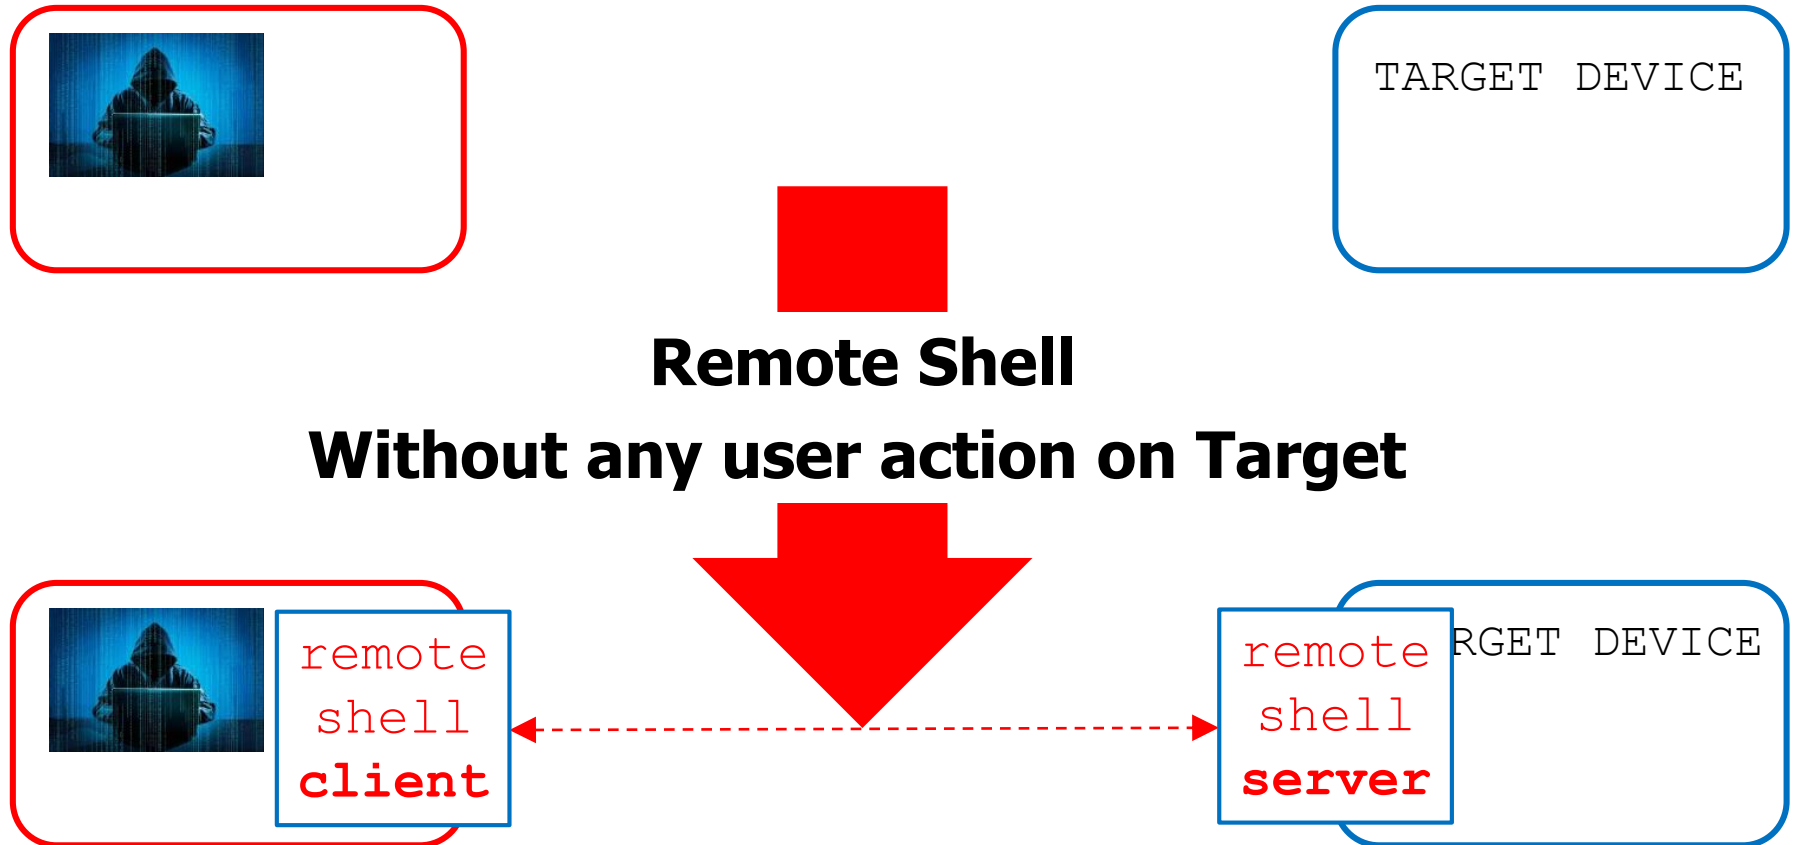 TARGET DEVICE
Remote Shell
Without any user action on Target
remote
shell
client
remote
shell
server
RGET DEVICE